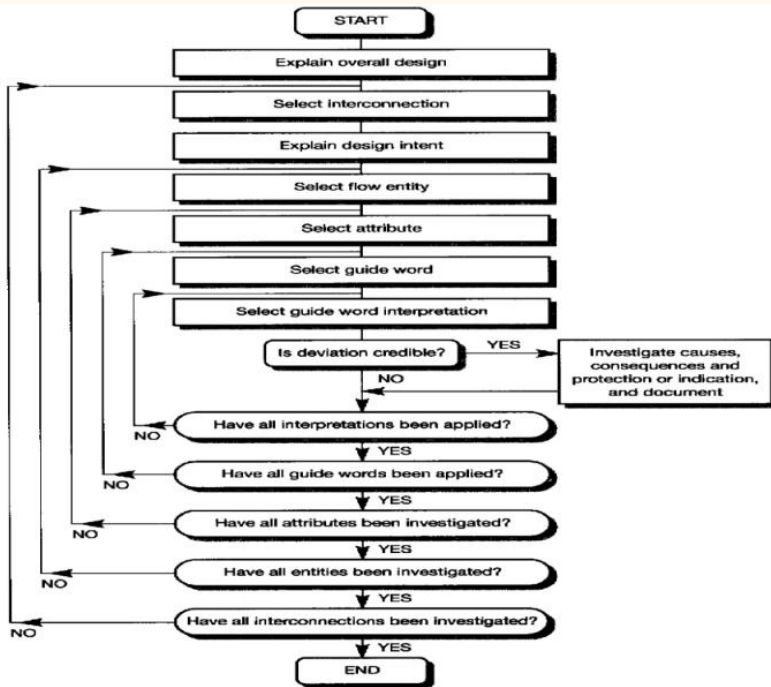 START
Explain overall design
Select interconnection
Explain design intent
Select flow entity
Select attribute
Select guide word
Select guide word interpretation
Is deviation credible?
YES
Investigate causes,
consequences and
protection or indication,
and document
NO
Have all interpretations been applied?
NO
YES
Have all guide words been applied?
NO
YES
Have all attributes been investigated?
NO
YES
Have all entities been investigated?
NO
YES
Have all interconnections been investigated?
NO
YES
END